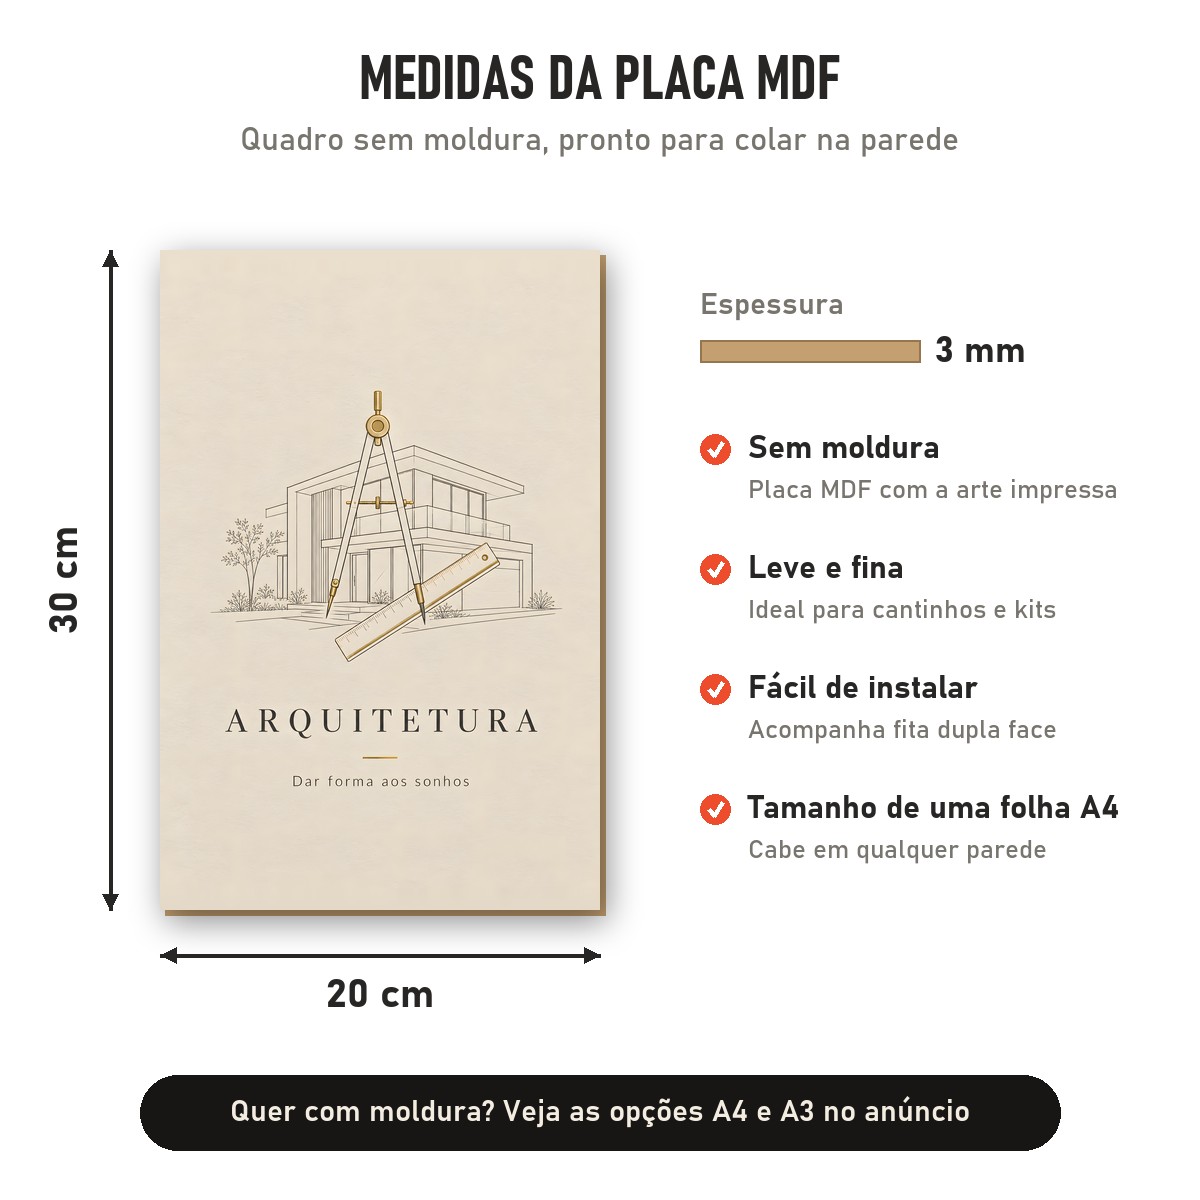 MEDIDAS DA PLACA MDF
Quadro sem moldura, pronto para colar na parede
30 cm
ARQUITETURA
Dar forma aos sonhos
20 cm
Espessura
3 mm
Sem moldura
Placa MDF com a arte impressa
Leve e fina
Ideal para cantinhos e kits
Fácil de instalar
Acompanha fita dupla face
Tamanho de uma folha A4
Cabe em qualquer parede
Quer com moldura? Veja as opções A4 e A3 no anúncio